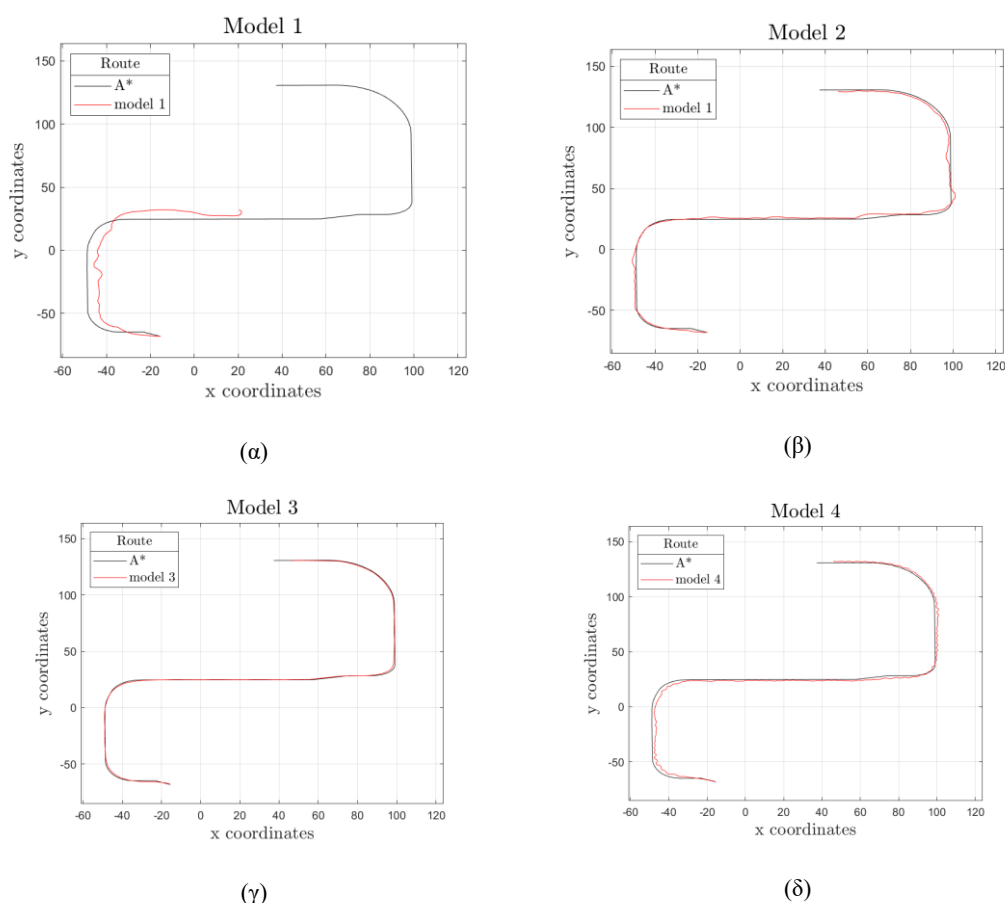 Model 1
Route
A*
model 1
150
100
50
0
-50
y coordinates
-60 -40 -20 0 20 40 60 80 100 120
x coordinates
(α)
Model 2
Route
A*
model 1
150
100
50
0
-50
y coordinates
-60 -40 -20 0 20 40 60 80 100 120
x coordinates
(β)
Model 3
Route
A*
model 3
150
100
50
0
-50
y coordinates
-60 -40 -20 0 20 40 60 80 100 120
x coordinates
(γ)
Model 4
Route
A*
model 4
150
100
50
0
-50
y coordinates
-60 -40 -20 0 20 40 60 80 100 120
x coordinates
(δ)